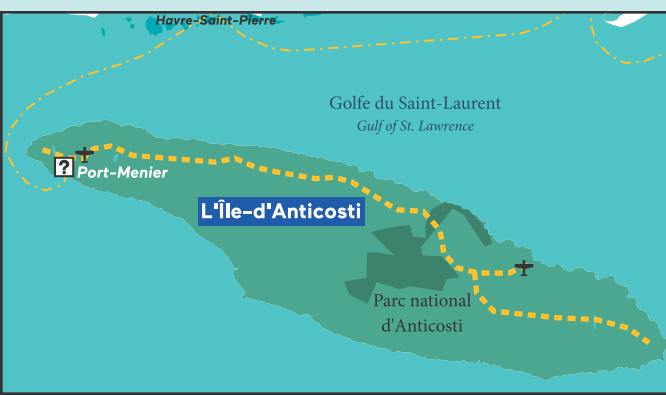 Havre-Saint-Pierre
Golfe du Saint-Laurent
Gulf of St. Lawrence
?
Port-Menier
L'Île-d'Anticosti
Parc national
d'Anticosti